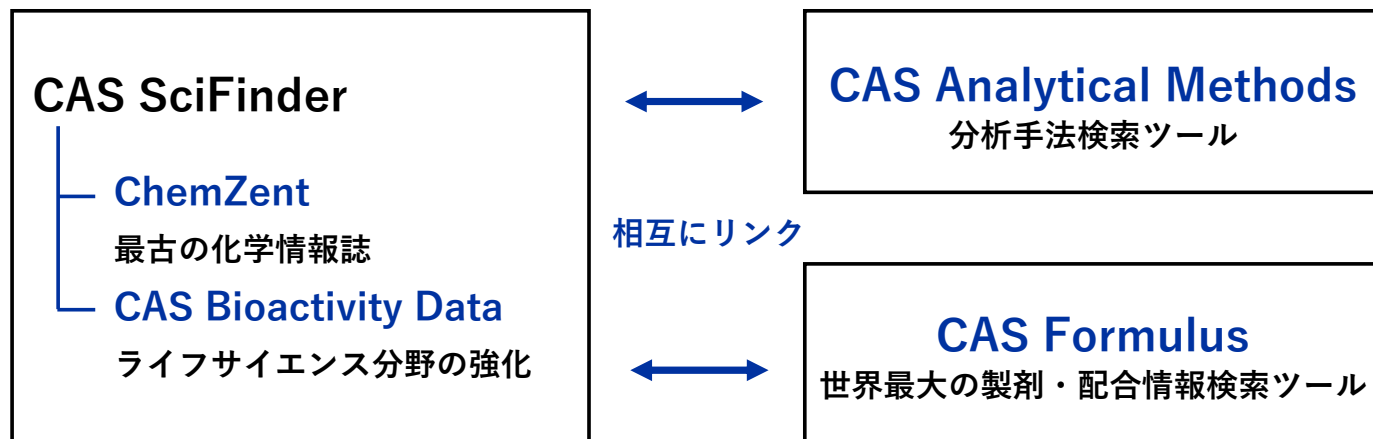 CAS SciFinder
ChemZent
最古の化学情報誌
CAS Bioactivity Data
ライフサイエンス分野の強化
相互にリンク
CAS Analytical Methods
分析手法検索ツール
CAS Formulus
世界最大の製剤・配合情報検索ツール